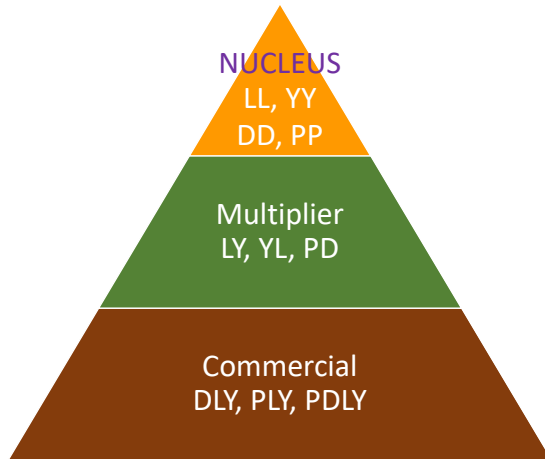 NUCLEUS
LL, YY
DD, PP
Multiplier
LY, YL, PD
Commercial
DLY, PLY, PDLY